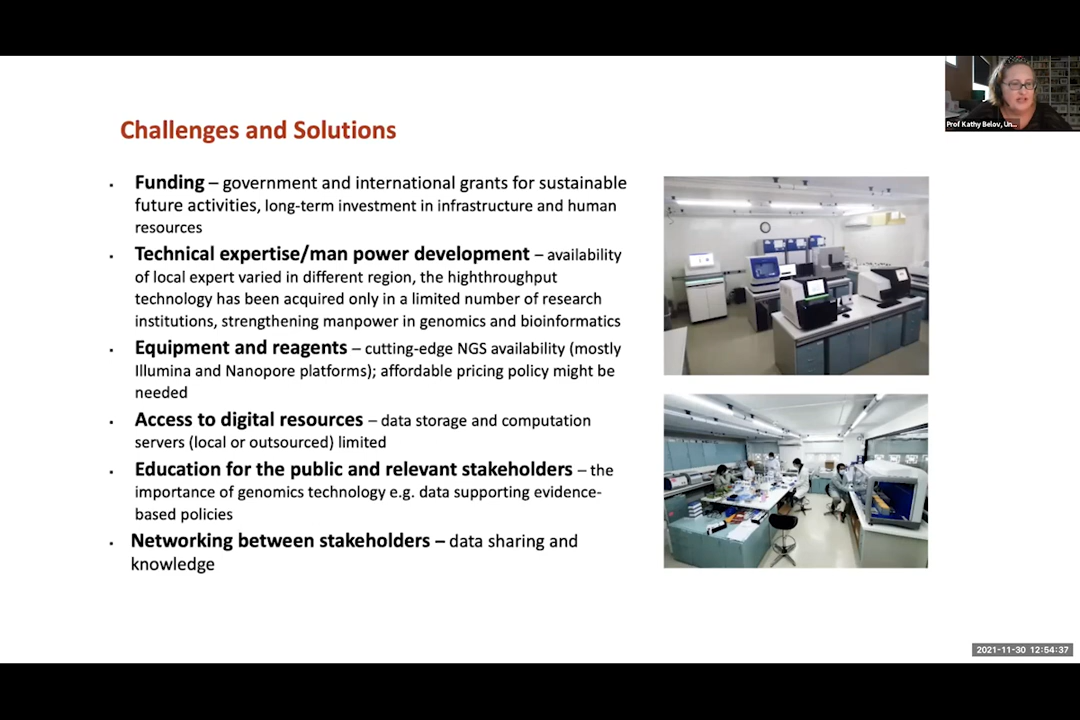 Prof Kathy Belov, Un...
Challenges and Solutions
▪ Funding – government and international grants for sustainable
future activities, long-term investment in infrastructure and human
resources
▪ Technical expertise/man power development – availability
of local expert varied in different region, the highthroughput
technology has been acquired only in a limited number of research
institutions, strengthening manpower in genomics and bioinformatics
▪ Equipment and reagents – cutting-edge NGS availability (mostly
Illumina and Nanopore platforms); affordable pricing policy might be
needed
▪ Access to digital resources – data storage and computation
servers (local or outsourced) limited
▪ Education for the public and relevant stakeholders – the
importance of genomics technology e.g. data supporting evidence-
based policies
▪ Networking between stakeholders – data sharing and
knowledge
2021-11-30 12:54:37